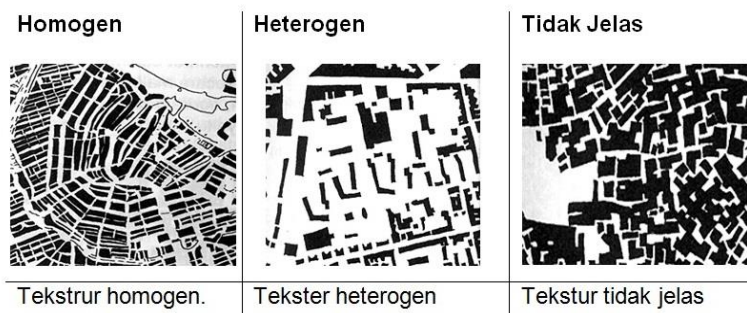 Homogen
Heterogen
Tidak Jelas
Tekstrur homogen.
Tekster heterogen
Tekstur tidak jelas